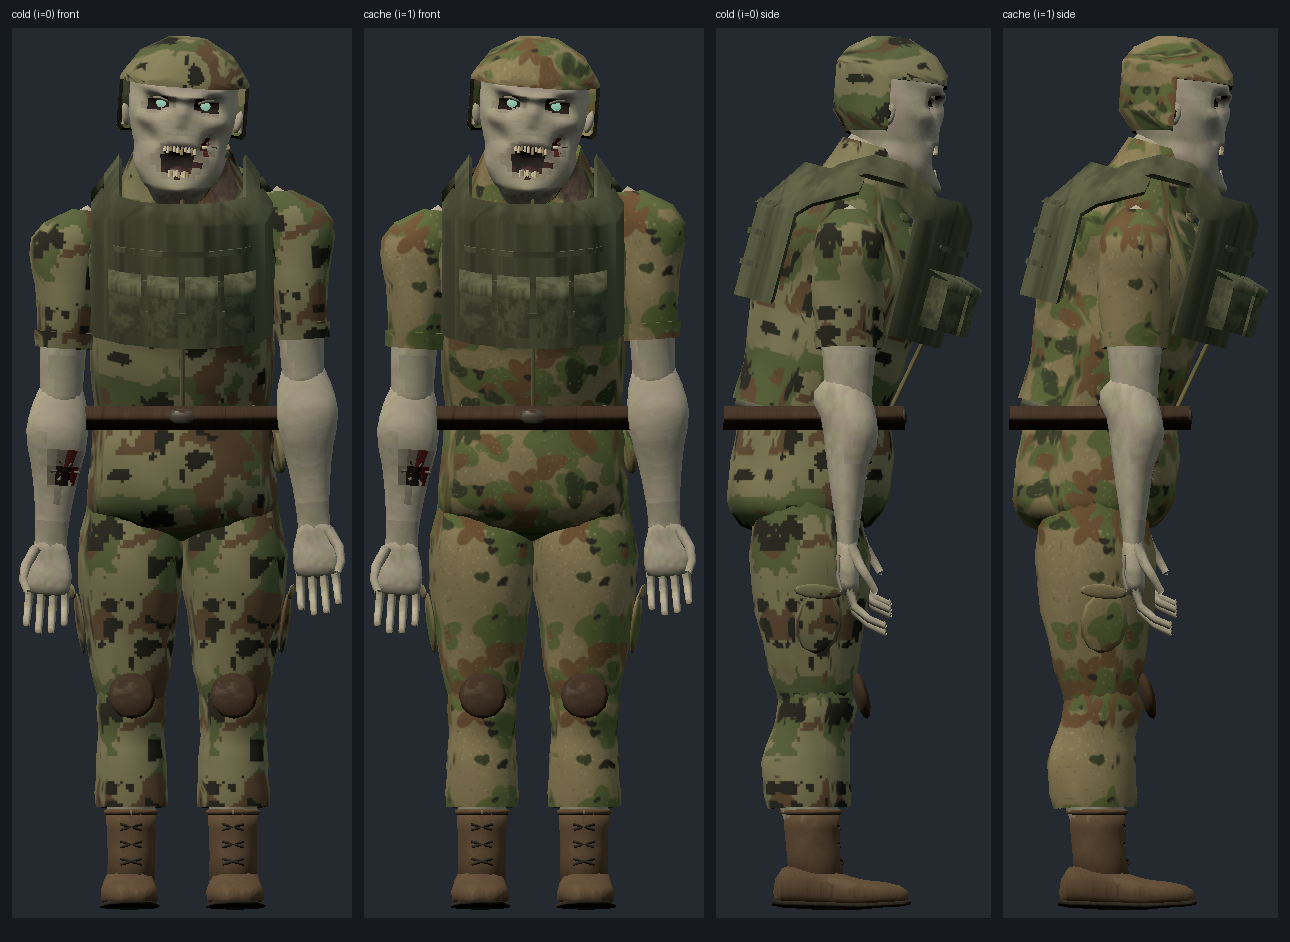 cold (i=0) front
cache (i=1) front
cold (i=0) side
cache (i=1) side